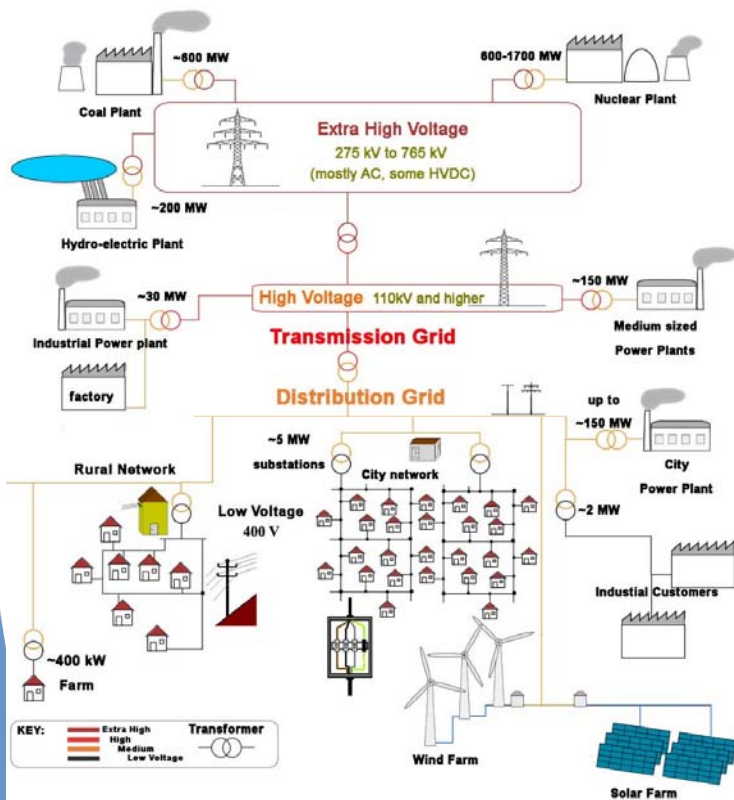 ~600 MW
600-1700 MW
Coal Plant
Nuclear Plant
Extra High Voltage
275 kV to 765 kV
(mostly AC, some HVDC)
~200 MW
Hydro-electric Plant
~30 MW
High Voltage 110kV and higher
~150 MW
Industrial Power plant
Medium sized
Power Plants
Transmission Grid
factory
Distribution Grid
up to
~150 MW
~5 MW
substations
City network
City
Power Plant
Rural Network
Low Voltage
400 V
~2 MW
Industial Customers
~400 kW
Farm
KEY:
Extra High
High
Medium
Low Voltage
Transformer
Wind Farm
Solar Farm